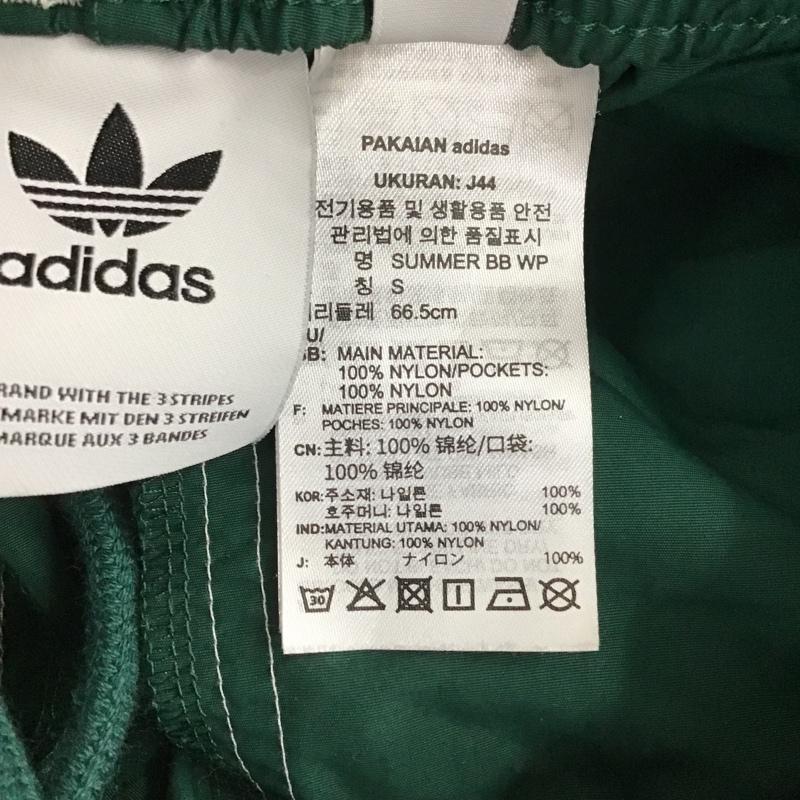 adidas
BRAND WITH THE 3 STRIPES
MARKE MIT DEN 3 STREIFEN
MARQUE AUX 3 BANDES
PAKAIAN adidas
UKURAN: J44
전기용품 및 생활용품 안전
관리법에 의한 품질표시
명 SUMMER BB WP
칭 S
리둘레 66.5cm
U/
B: MAIN MATERIAL:
100% NYLON/POCKETS:
100% NYLON
F: MATIERE PRINCIPALE: 100% NYLON/
POCHES: 100% NYLON
CN: 主料: 100% 锦纶/口袋:
100% 锦纶
KOR: 주소재: 나일론 100%
호주머니: 나일론 100%
IND: MATERIAL UTAMA: 100% NYLON/
KANTUNG: 100% NYLON
J: 本体 ナイロン 100%
30